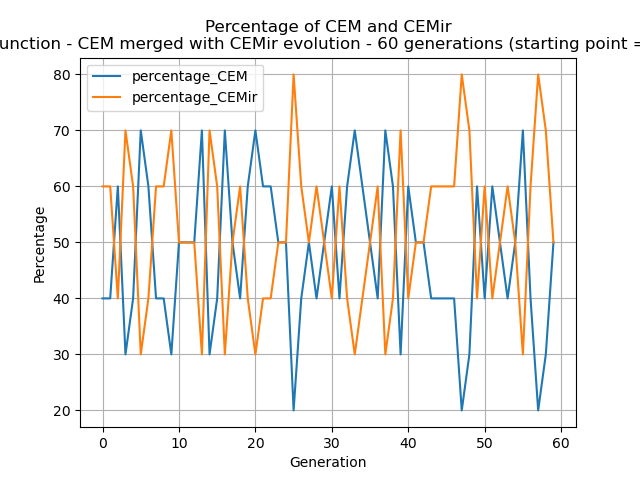 Percentage of CEM and CEMir
unction - CEM merged with CEMir evolution - 60 generations (starting point =
percentage_CEM
percentage_CEMir
80
70
60
50
40
30
20
Percentage
0 10 20 30 40 50 60
Generation